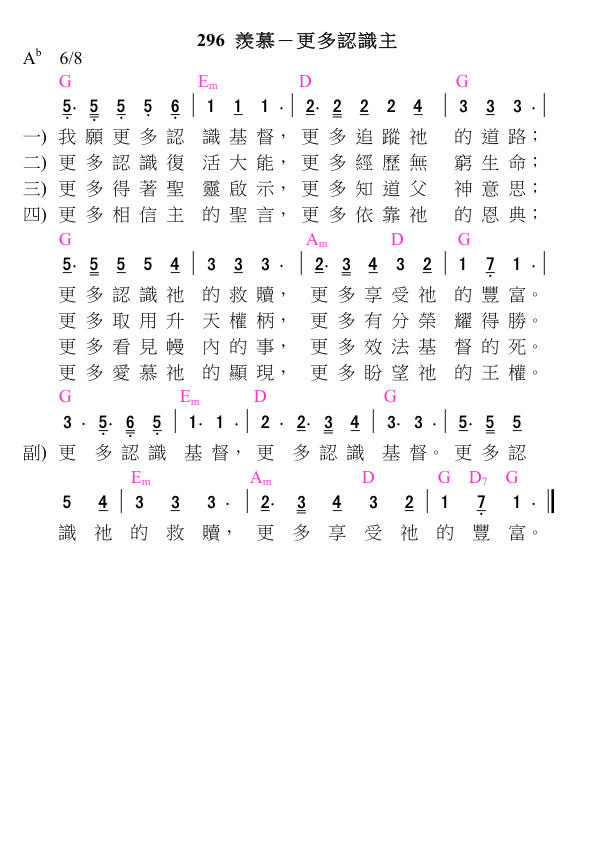 296 羨慕－更多認識主
Ab 6/8
G Em D G
5· 5 5 5 6 | 1 1 1 · | 2· 2 2 2 4 | 3 3 3 · |
一) 我願更多認 識基督， 更多追蹤祂 的道路；
二) 更多認識復 活大能， 更多經歷無 窮生命；
三) 更多得著聖 靈啟示， 更多知道父 神意思；
四) 更多相信主 的聖言， 更多依靠祂 的恩典；
G Am D G
5· 5 5 5 4 | 3 3 3 · | 2· 3 4 3 2 | 1 7 1 · |
更多認識祂 的救贖， 更多享受祂 的豐富。
更多取用升 天權柄， 更多有分榮 耀得勝。
更多看見幔 內的事， 更多效法基 督的死。
更多愛慕祂 的顯現， 更多盼望祂 的王權。
G Em D G
3 · 5· 6 5 | 1· 1 · | 2 · 2· 3 4 | 3· 3 · | 5· 5 5
副) 更 多認識 基督， 更 多認識 基督。更多認
Em Am D G D7 G
5 4 | 3 3 3 · | 2· 3 4 3 2 | 1 7 1 · ‖
識祂 的救贖， 更多享受祂 的豐富。